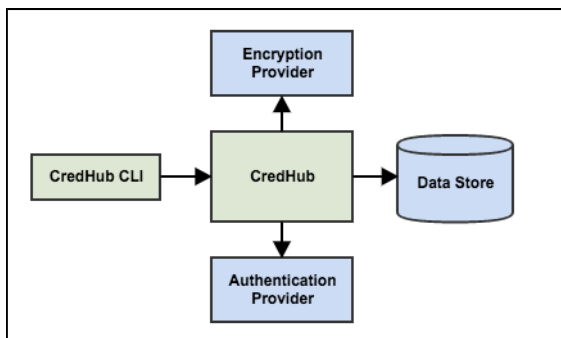 Encryption
Provider
CredHub CLI
CredHub
Data Store
Authentication
Provider